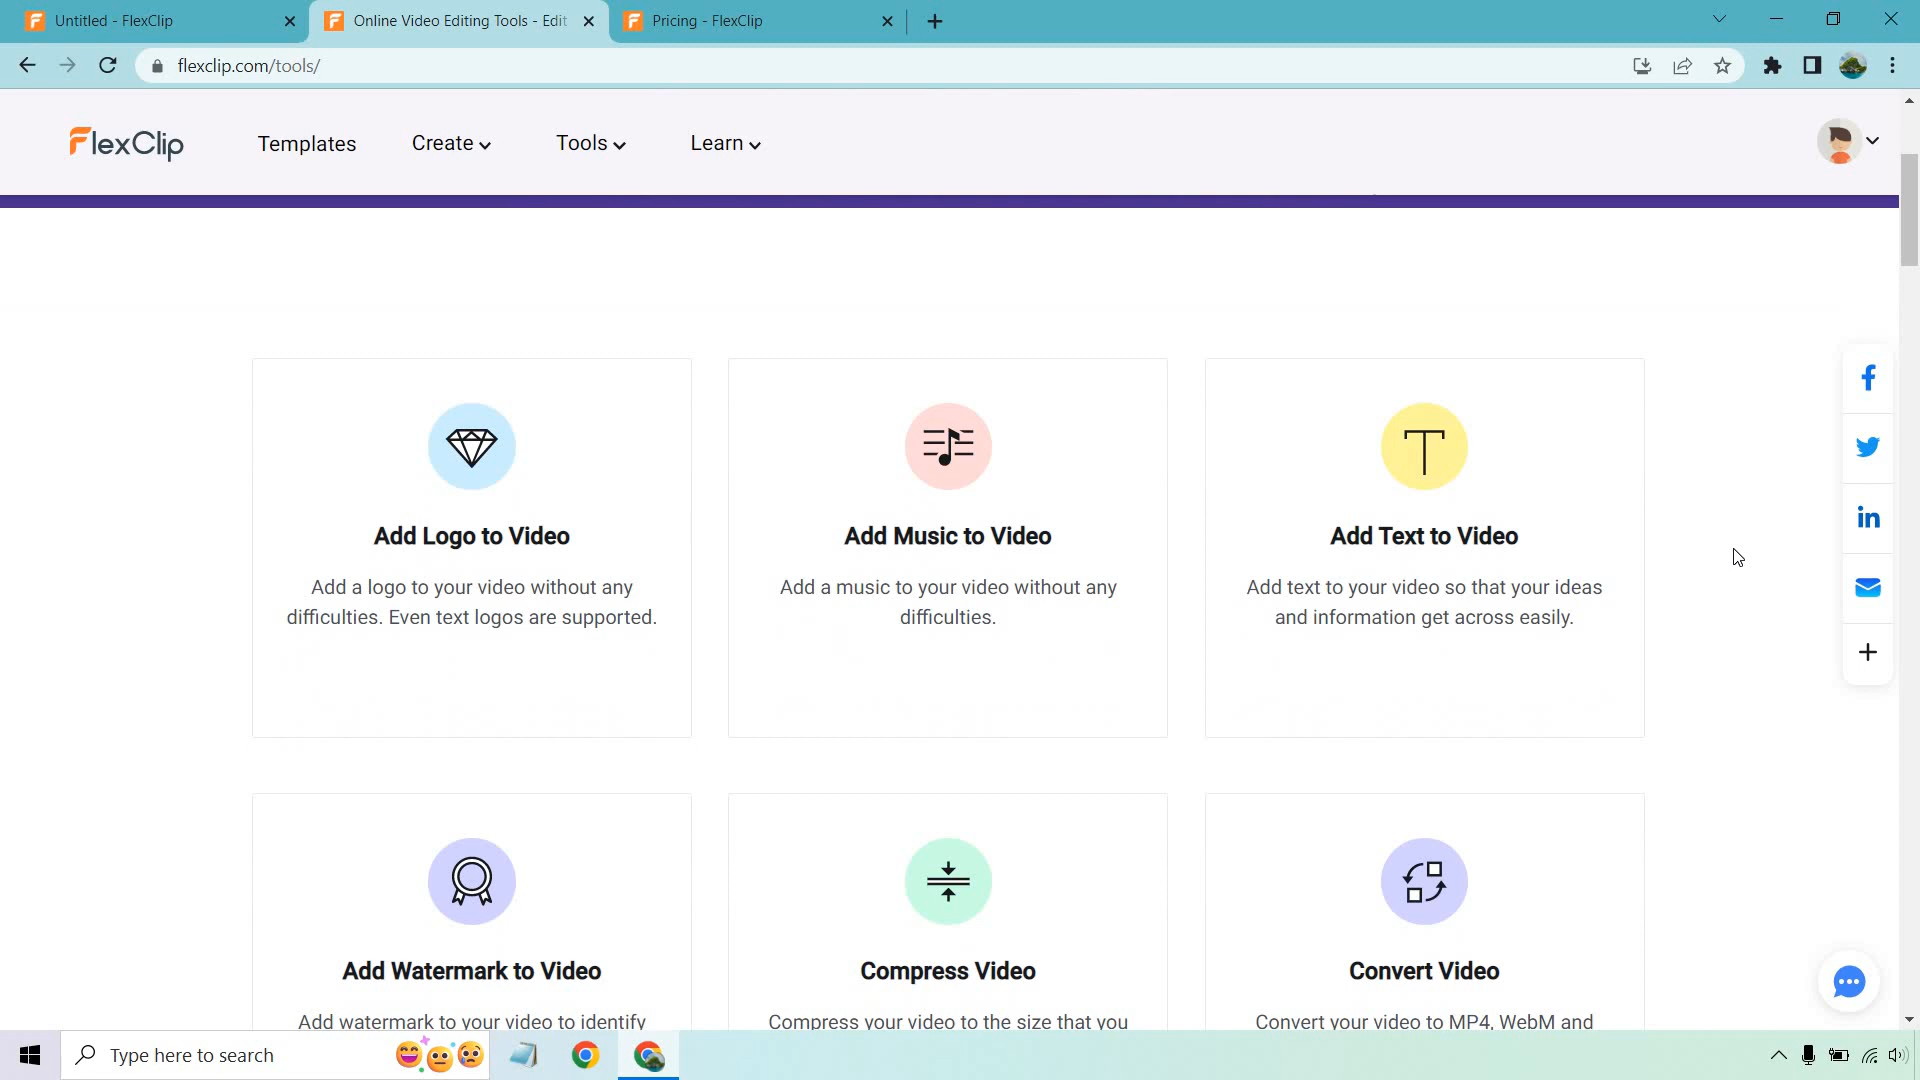 Untitled - FlexClip
Online Video Editing Tools - Edit
Pricing - FlexClip
flexclip.com/tools/
FlexClip
Templates
Create
Tools
Learn
Add Logo to Video
Add a logo to your video without any
difficulties. Even text logos are supported.
Add Music to Video
Add a music to your video without any
difficulties.
Add Text to Video
Add text to your video so that your ideas
and information get across easily.
Add Watermark to Video
Add watermark to your video to identify
Compress Video
Compress your video to the size that you
Convert Video
Convert your video to MP4, WebM and
Type here to search